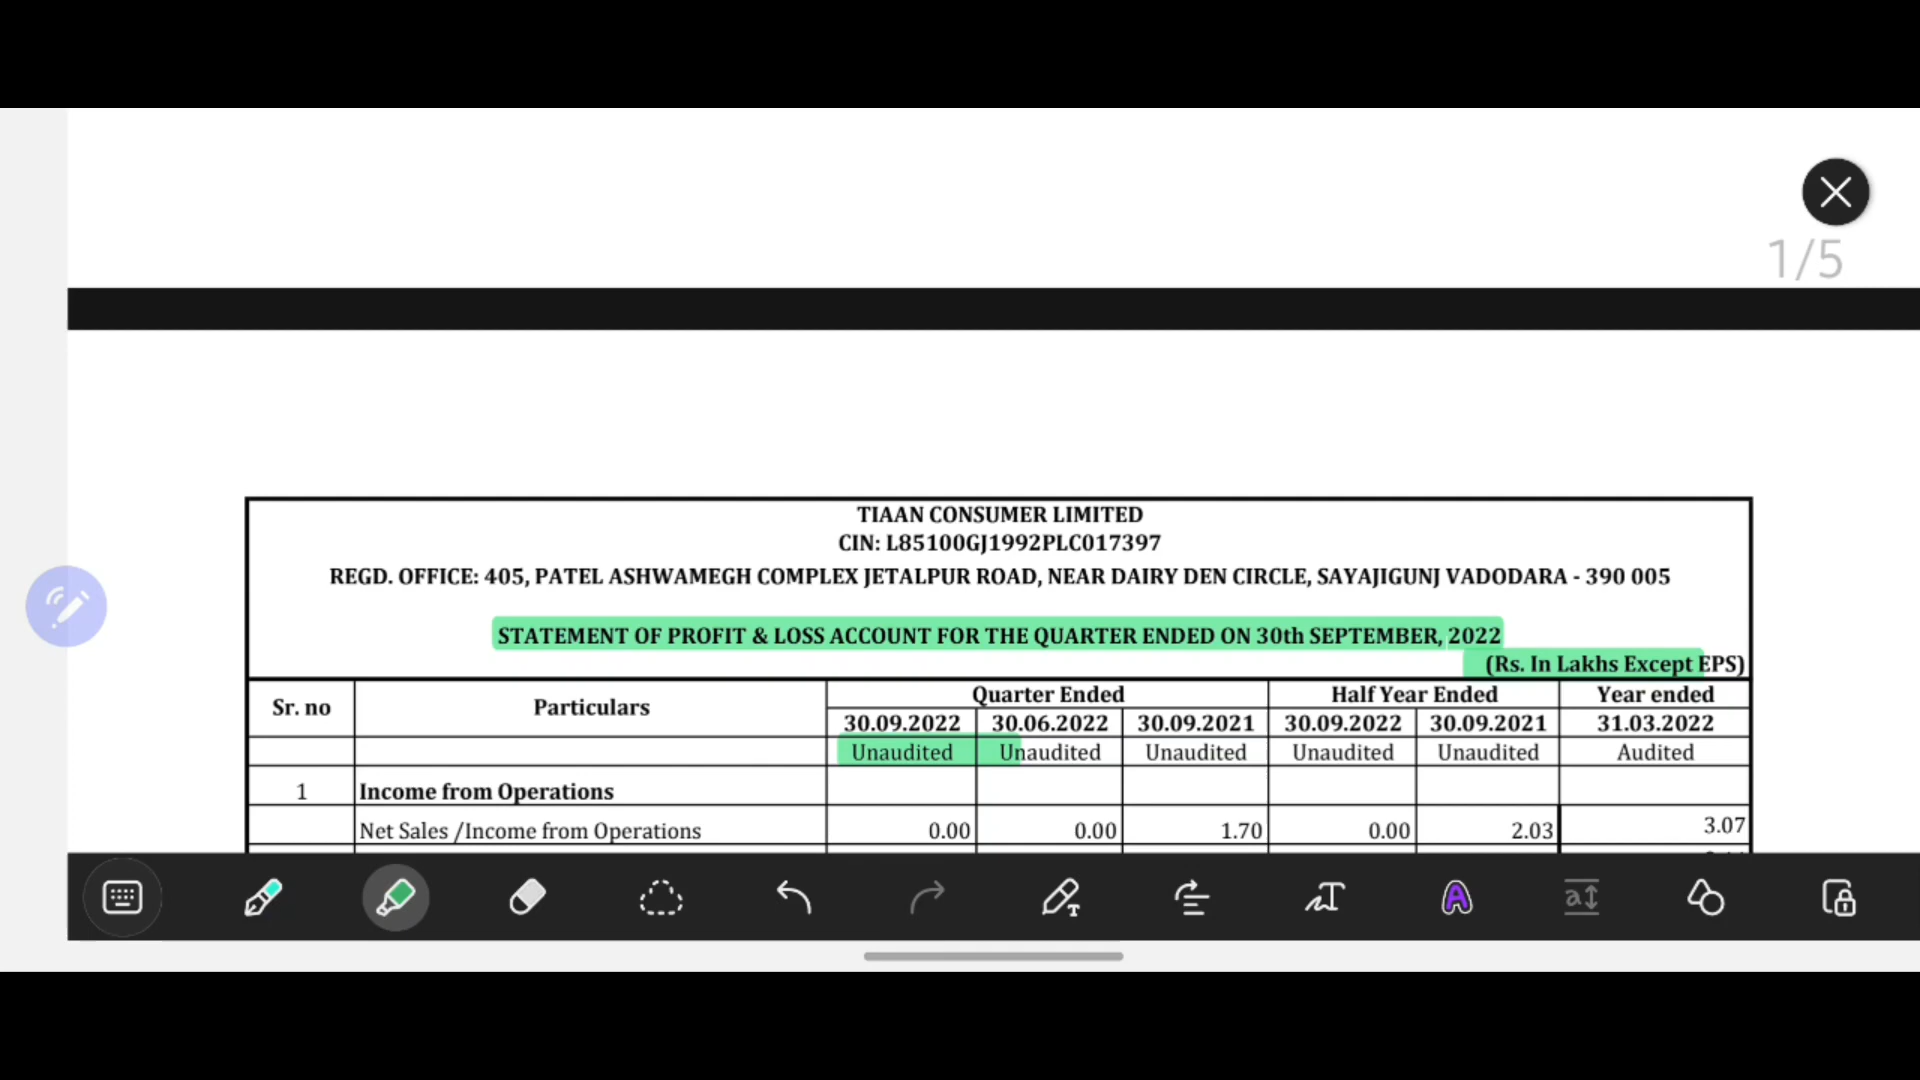 1/5
TIAAN CONSUMER LIMITED
CIN: L85100GJ1992PLC017397
REGD. OFFICE: 405, PATEL ASHWAMEGH COMPLEX JETALPUR ROAD, NEAR DAIRY DEN CIRCLE, SAYAJIGUNJ VADODARA - 390 005
STATEMENT OF PROFIT & LOSS ACCOUNT FOR THE QUARTER ENDED ON 30th SEPTEMBER, 2022
(Rs. In Lakhs Except EPS)
Sr. no Particulars Quarter Ended Half Year Ended Year ended
30.09.2022 30.06.2022 30.09.2021 30.09.2022 30.09.2021 31.03.2022
Unaudited Unaudited Unaudited Unaudited Unaudited Audited
1 Income from Operations
Net Sales /Income from Operations 0.00 0.00 1.70 0.00 2.03 3.07